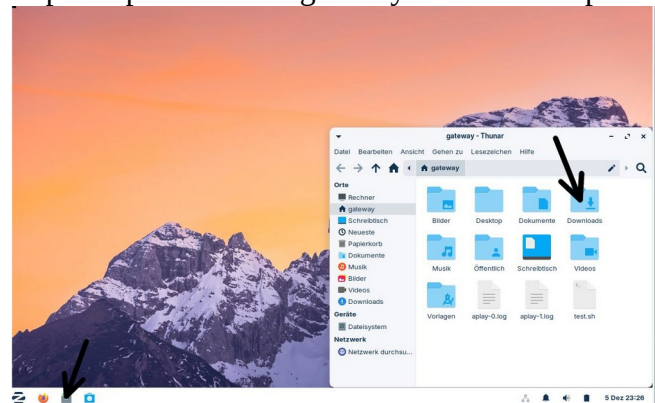 gateway - Thunar
Datei Bearbeiten Ansicht Gehen zu Lesezeichen Hilfe
gateway
Orte
Rechner
gateway
Schreibtisch
Neueste
Papierkorb
Dokumente
Musik
Bilder
Videos
Downloads
Geräte
Dateisystem
Netzwerk
Netzwerk durchsu...
Bilder Desktop Dokumente Downloads
Musik Öffentlich Schreibtisch Videos
Vorlagen aplay-0.log aplay-1.log test.sh
5 Dez 23:26